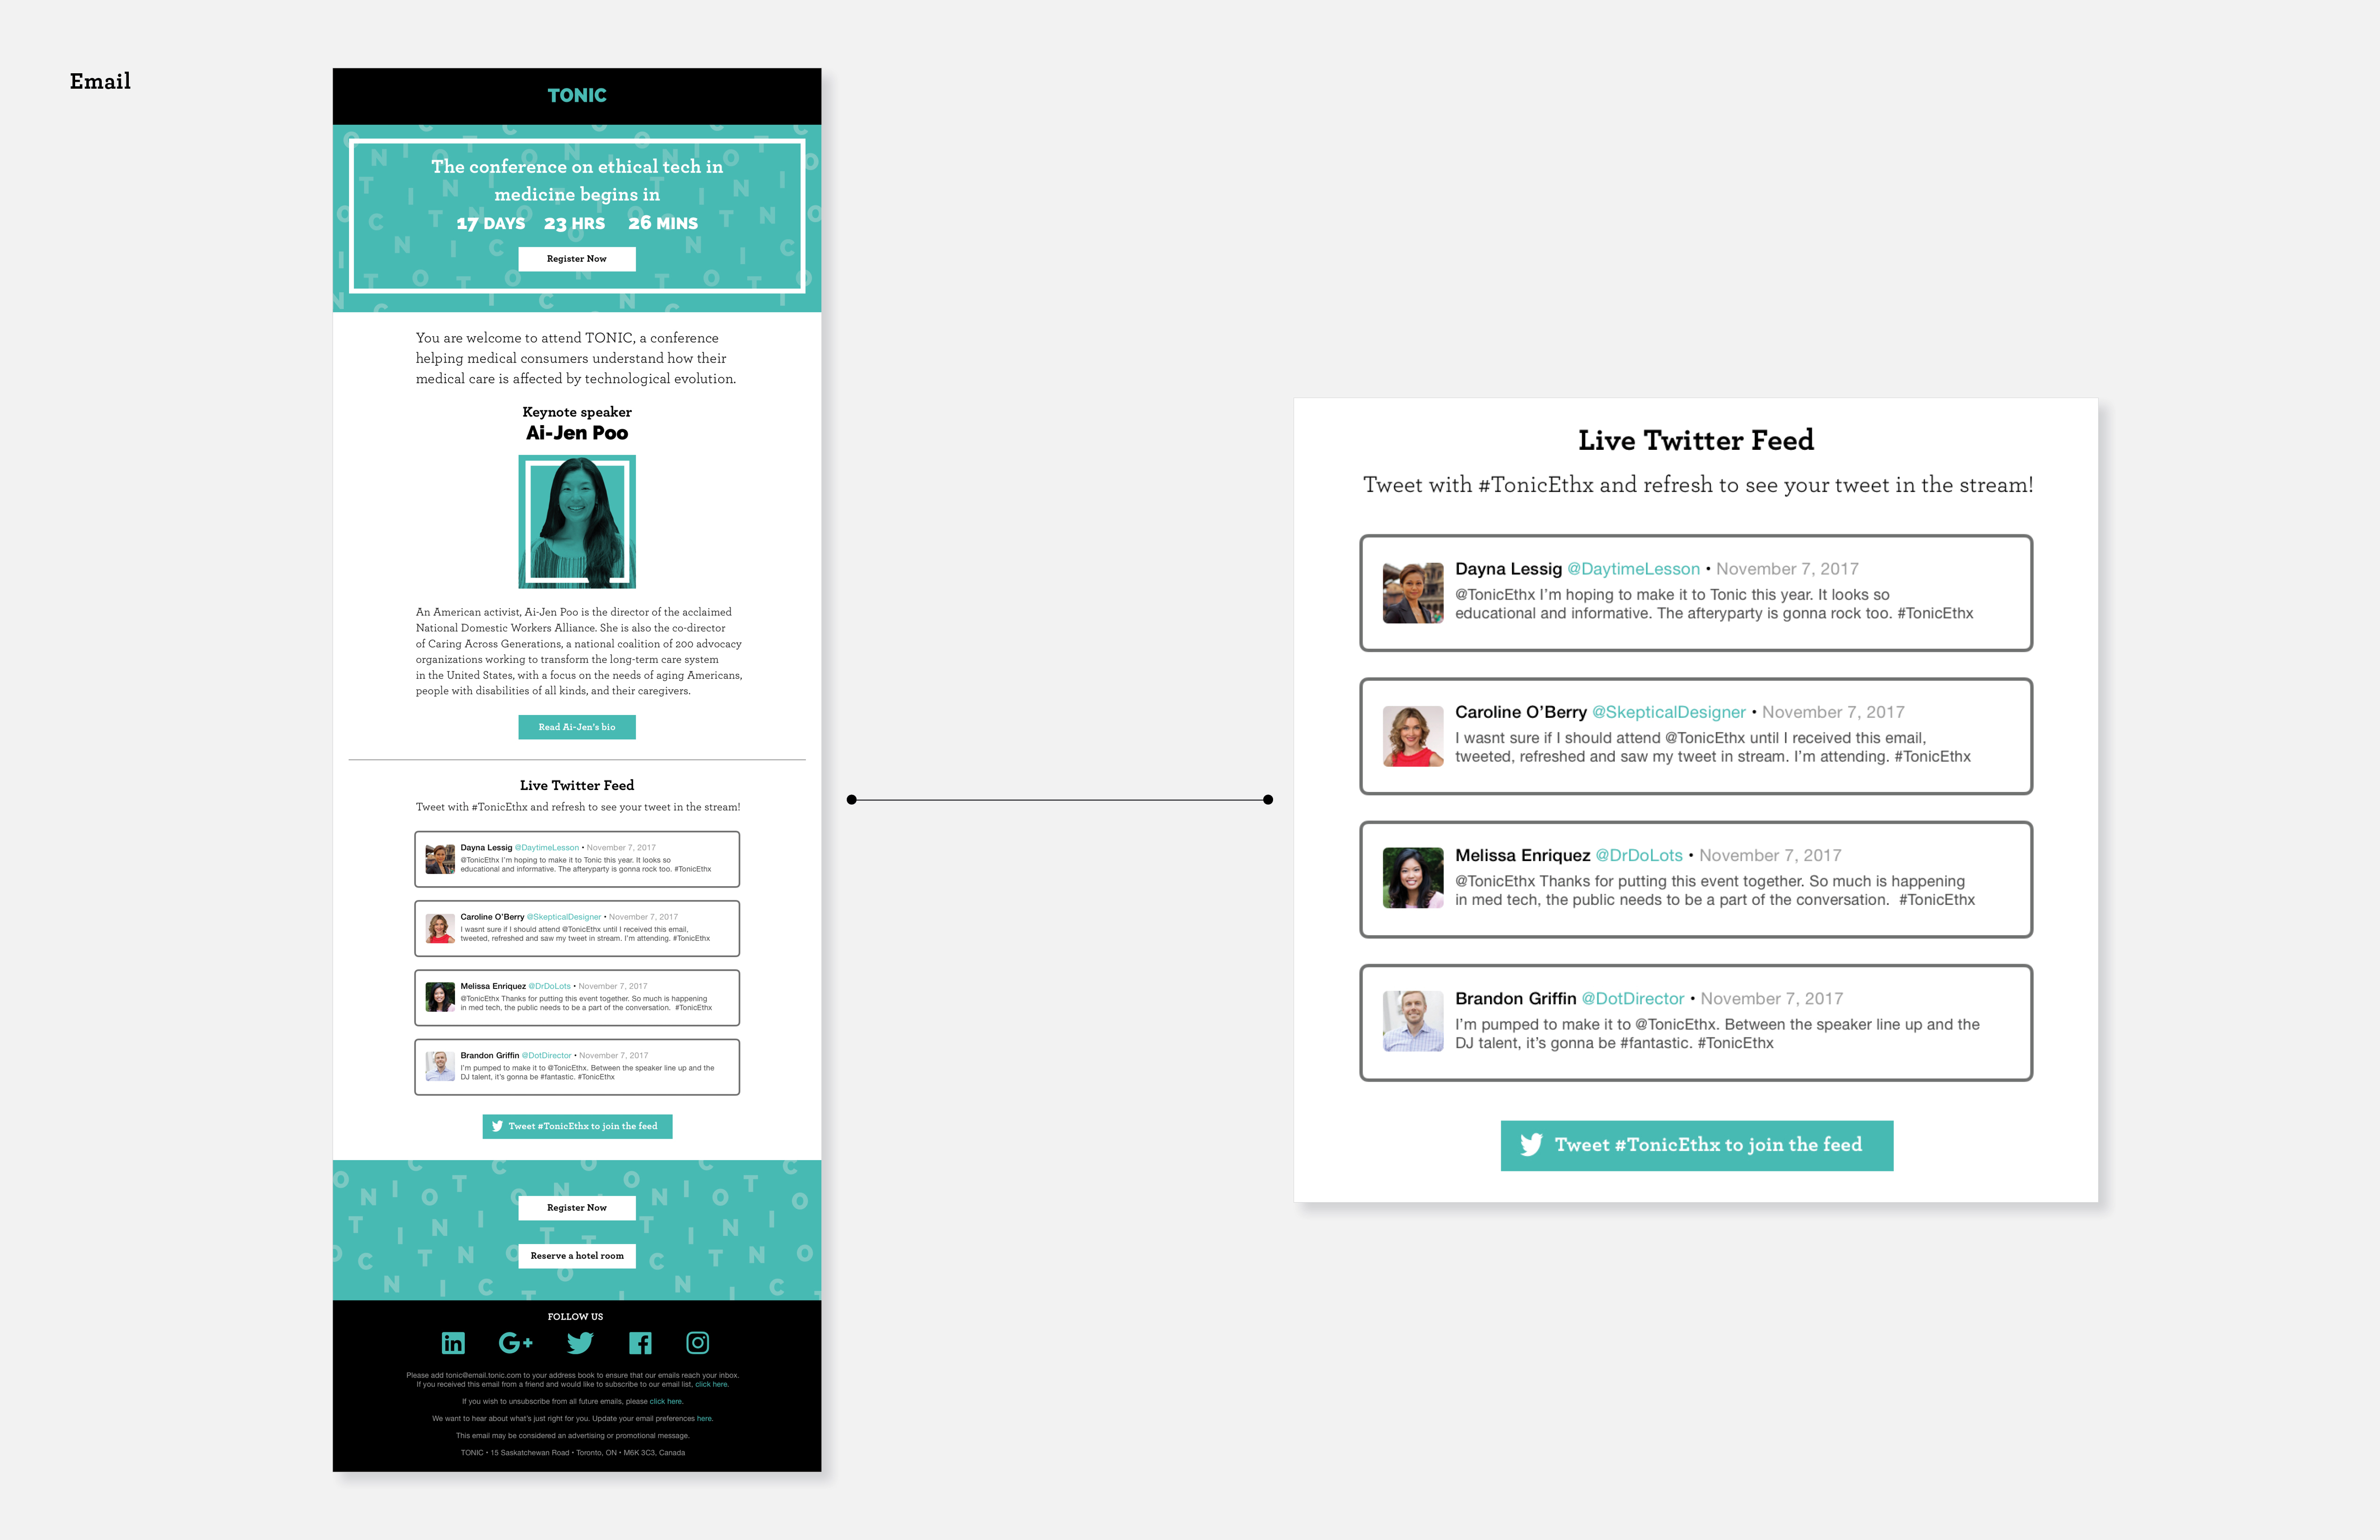 Email
TONIC
The conference on ethical tech in
medicine begins in
17 DAYS 23 HRS 26 MINS
Register Now
You are welcome to attend TONIC, a conference
helping medical consumers understand how their
medical care is affected by technological evolution.
Keynote speaker
Ai-Jen Poo
An American activist, Ai-Jen Poo is the director of the acclaimed
National Domestic Workers Alliance. She is also the co-director
of Caring Across Generations, a national coalition of 200 advocacy
organizations working to transform the long-term care system
in the United States, with a focus on the needs of aging Americans,
people with disabilities of all kinds, and their caregivers.
Read Ai-Jen's bio
Live Twitter Feed
Tweet with #TonicEthx and refresh to see your tweet in the stream!
Dayna Lessig @DaytimeLesson • November 7, 2017
@TonicEthx I'm hoping to make it to Tonic this year. It looks so
educational and informative. The afteryparty is gonna rock too. #TonicEthx
Caroline O'Berry @SkepticalDesigner • November 7, 2017
I wasnt sure if I should attend @TonicEthx until I received this email,
tweeted, refreshed and saw my tweet in stream. I'm attending. #TonicEthx
Melissa Enriquez @DrDoLots • November 7, 2017
@TonicEthx Thanks for putting this event together. So much is happening
in med tech, the public needs to be a part of the conversation. #TonicEthx
Brandon Griffin @DotDirector • November 7, 2017
I'm pumped to make it to @TonicEthx. Between the speaker line up and the
DJ talent, it's gonna be #fantastic. #TonicEthx
Tweet #TonicEthx to join the feed
Register Now
Reserve a hotel room
FOLLOW US
Please add tonic@email.tonic.com to your address book to ensure that our emails reach your inbox.
If you received this email from a friend and would like to subscribe to our email list, click here.
If you wish to unsubscribe from all future emails, please click here.
We want to hear about what's just right for you. Update your email preferences here.
This email may be considered an advertising or promotional message.
TONIC • 15 Saskatchewan Road • Toronto, ON • M6K 3C3, Canada
Live Twitter Feed
Tweet with #TonicEthx and refresh to see your tweet in the stream!
Dayna Lessig @DaytimeLesson • November 7, 2017
@TonicEthx I'm hoping to make it to Tonic this year. It looks so
educational and informative. The afteryparty is gonna rock too. #TonicEthx
Caroline O'Berry @SkepticalDesigner • November 7, 2017
I wasnt sure if I should attend @TonicEthx until I received this email,
tweeted, refreshed and saw my tweet in stream. I'm attending. #TonicEthx
Melissa Enriquez @DrDoLots • November 7, 2017
@TonicEthx Thanks for putting this event together. So much is happening
in med tech, the public needs to be a part of the conversation. #TonicEthx
Brandon Griffin @DotDirector • November 7, 2017
I'm pumped to make it to @TonicEthx. Between the speaker line up and the
DJ talent, it's gonna be #fantastic. #TonicEthx
Tweet #TonicEthx to join the feed